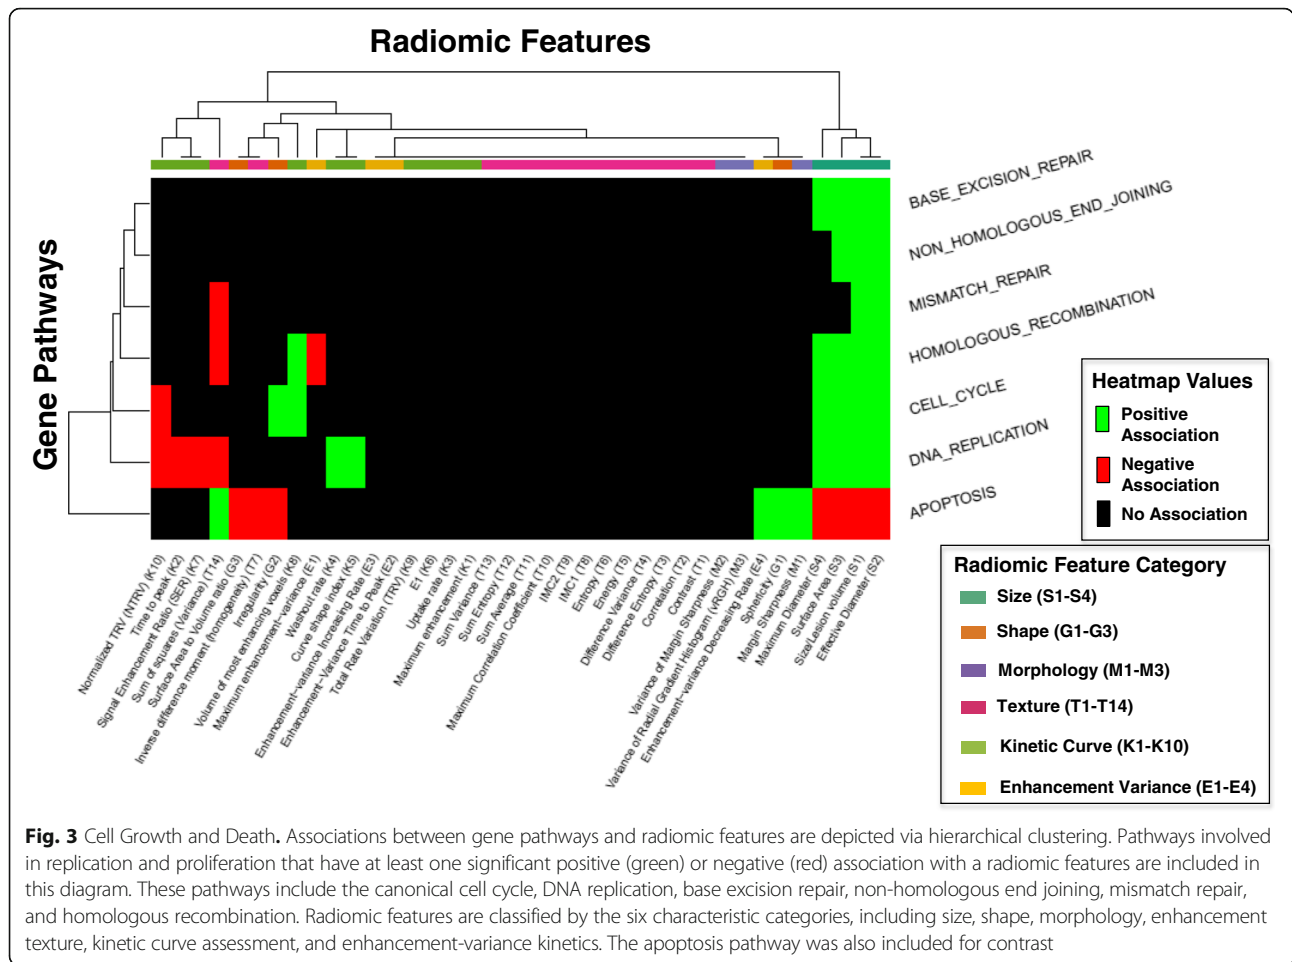 Radiomic Features
Gene Pathways
BASE_EXCISION_REPAIR
NON_HOMOLOGOUS_END_JOINING
MISMATCH_REPAIR
HOMOLOGOUS_RECOMBINATION
CELL_CYCLE
DNA_REPLICATION
APOPTOSIS
Normalized TRV (NTRV) (K10)
Time to peak (K2)
Signal Enhancement Ratio (SER) (K7)
Sum of squares (Variance) (T14)
Surface Area to Volume ratio (G3)
Inverse difference moment (homogeneity) (T7)
Irregularity (G2)
Volume of most enhancing voxels (K8)
Maximum enhancement-variance (E1)
Washout rate (K4)
Curve shape index (K5)
Enhancement-variance Increasing Rate (E3)
Enhancement-Variance Time to Peak (E2)
Total Rate Variation (TRV) (K9)
E1 (K6)
Uptake rate (K3)
Maximum enhancement (K1)
Sum Variance (T13)
Sum Entropy (T12)
Sum Average (T11)
Maximum Correlation Coefficient (T10)
IMC2 (T9)
IMC1 (T8)
Entropy (T6)
Energy (T5)
Difference Variance (T4)
Difference Entropy (T3)
Correlation (T2)
Contrast (T1)
Variance of Margin Sharpness (M2)
Variance of Radial Gradient Histogram (vRGH) (M3)
Enhancement-variance Decreasing Rate (E4)
Sphericity (G1)
Margin Sharpness (M1)
Maximum Diameter (S4)
Surface Area (S3)
Size/Lesion volume (S1)
Effective Diameter (S2)
Heatmap Values
Positive
Association
Negative
Association
No Association
Radiomic Feature Category
Size (S1-S4)
Shape (G1-G3)
Morphology (M1-M3)
Texture (T1-T14)
Kinetic Curve (K1-K10)
Enhancement Variance (E1-E4)
Fig. 3 Cell Growth and Death. Associations between gene pathways and radiomic features are depicted via hierarchical clustering. Pathways involved
in replication and proliferation that have at least one significant positive (green) or negative (red) association with a radiomic features are included in
this diagram. These pathways include the canonical cell cycle, DNA replication, base excision repair, non-homologous end joining, mismatch repair,
and homologous recombination. Radiomic features are classified by the six characteristic categories, including size, shape, morphology, enhancement
texture, kinetic curve assessment, and enhancement-variance kinetics. The apoptosis pathway was also included for contrast